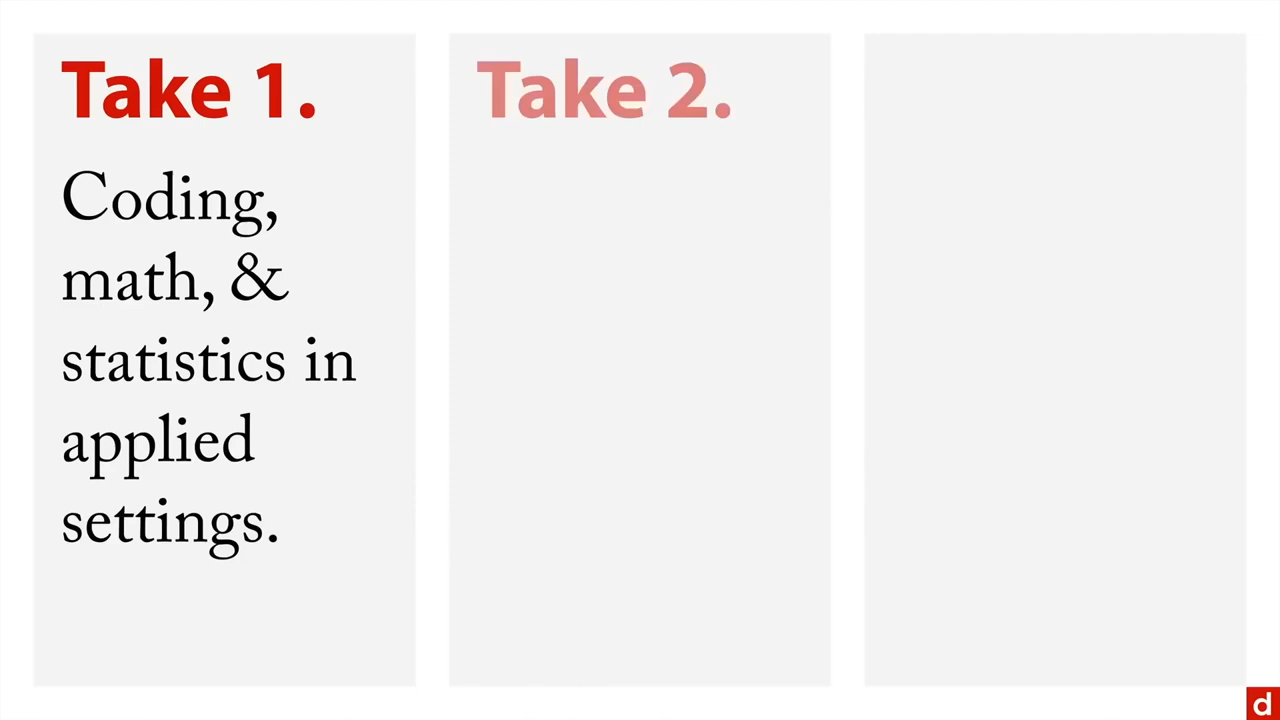 Take 1.
Coding,
math, &
statistics in
applied
settings.
Take 2.
d